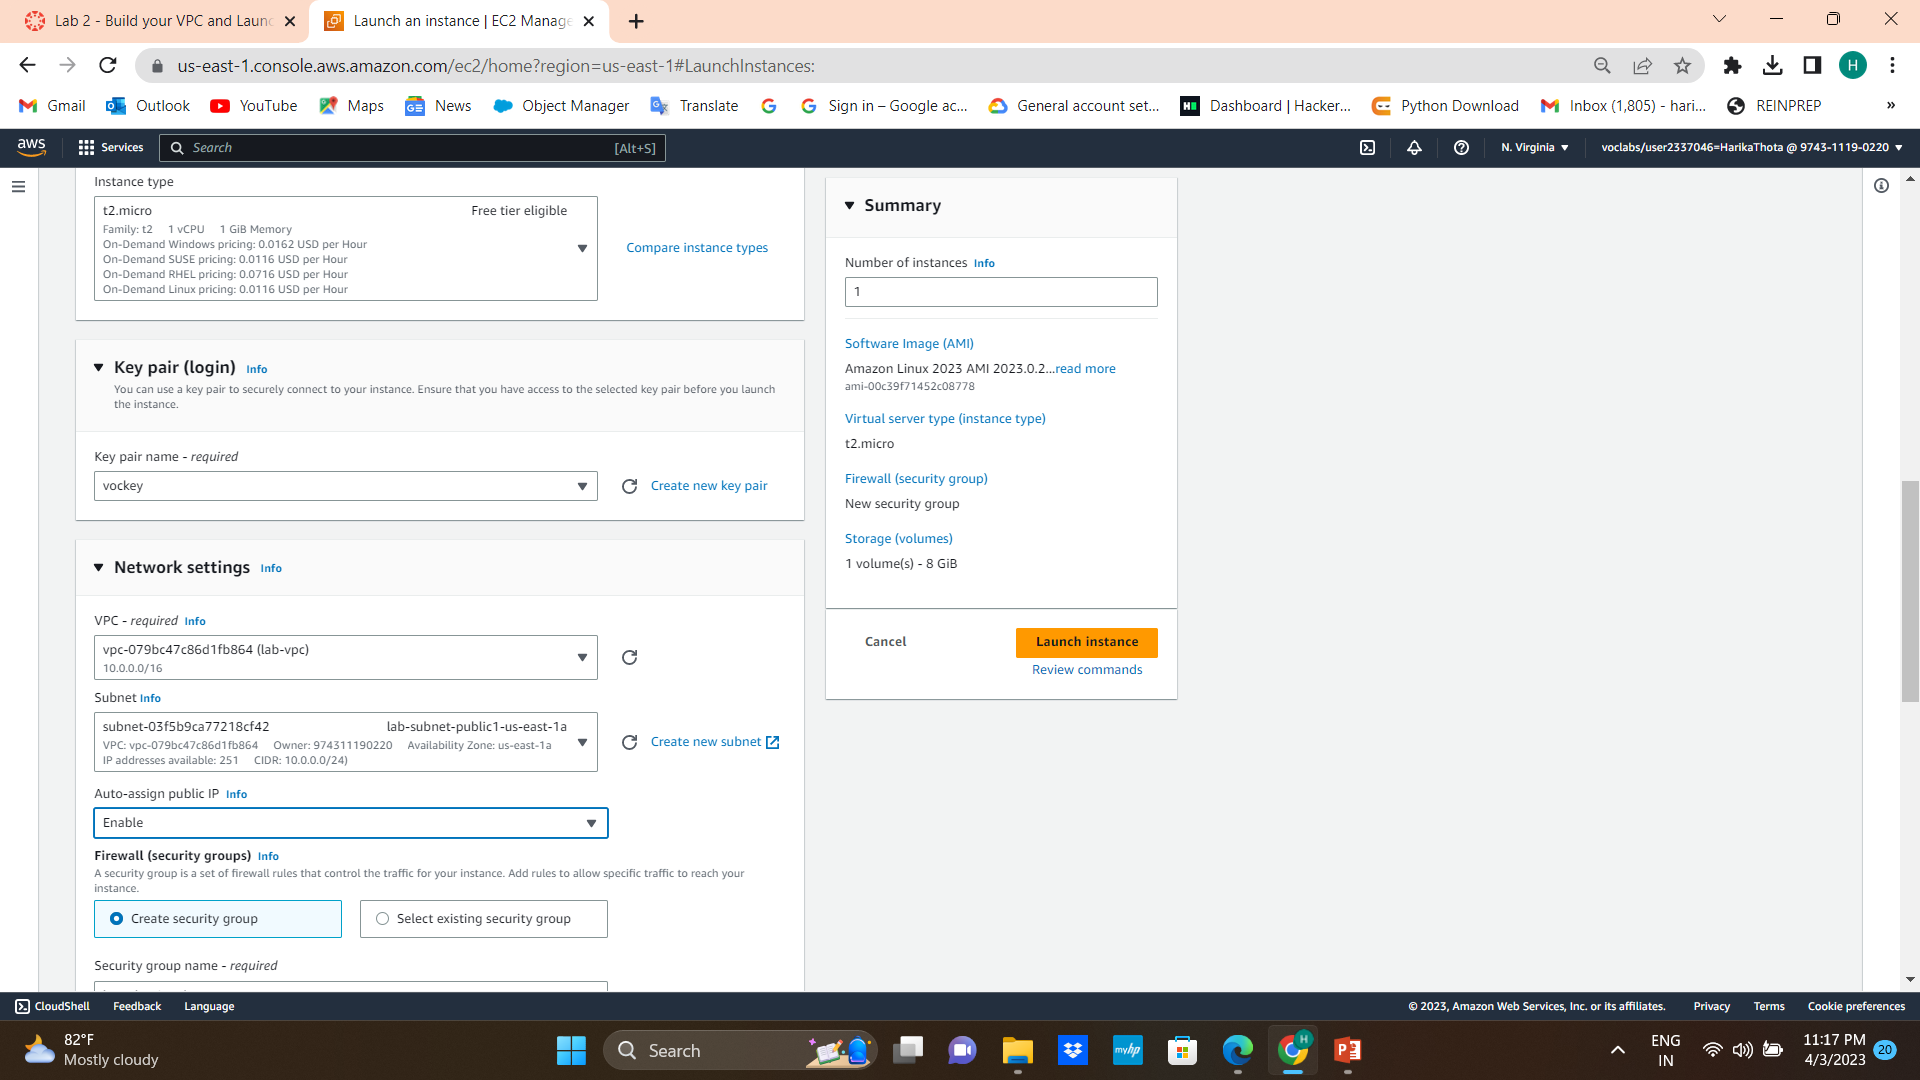 Lab 2 - Build your VPC and Laun
Launch an instance | EC2 Manage
us-east-1.console.aws.amazon.com/ec2/home?region=us-east-1#LaunchInstances:
H
Gmail
Outlook
YouTube
Maps
News
Object Manager
Translate
Sign in – Google ac...
General account set...
Dashboard | Hacker...
Python Download
Inbox (1,805) - hari...
REINPREP
»
aws
Services
Search
[Alt+S]
N. Virginia
voclabs/user2337046=HarikaThota @ 9743-1119-0220
Instance type
t2.micro
Free tier eligible
Family: t2 1 vCPU 1 GiB Memory
On-Demand Windows pricing: 0.0162 USD per Hour
On-Demand SUSE pricing: 0.0116 USD per Hour
On-Demand RHEL pricing: 0.0716 USD per Hour
On-Demand Linux pricing: 0.0116 USD per Hour
Compare instance types
Key pair (login) Info
You can use a key pair to securely connect to your instance. Ensure that you have access to the selected key pair before you launch
the instance.
Key pair name - required
vockey
Create new key pair
Network settings Info
VPC - required Info
vpc-079bc47c86d1fb864 (lab-vpc)
10.0.0.0/16
Subnet Info
subnet-03f5b9ca77218cf42 lab-subnet-public1-us-east-1a
VPC: vpc-079bc47c86d1fb864 Owner: 974311190220 Availability Zone: us-east-1a
IP addresses available: 251 CIDR: 10.0.0.0/24)
Create new subnet
Auto-assign public IP Info
Enable
Firewall (security groups) Info
A security group is a set of firewall rules that control the traffic for your instance. Add rules to allow specific traffic to reach your
instance.
Create security group
Select existing security group
Security group name - required
Summary
Number of instances Info
1
Software Image (AMI)
Amazon Linux 2023 AMI 2023.0.2...read more
ami-00c39f71452c08778
Virtual server type (instance type)
t2.micro
Firewall (security group)
New security group
Storage (volumes)
1 volume(s) - 8 GiB
Cancel
Launch instance
Review commands
CloudShell
Feedback
Language
© 2023, Amazon Web Services, Inc. or its affiliates.
Privacy
Terms
Cookie preferences
82°F
Mostly cloudy
Search
myhp
H
ENG
IN
11:17 PM
4/3/2023
20